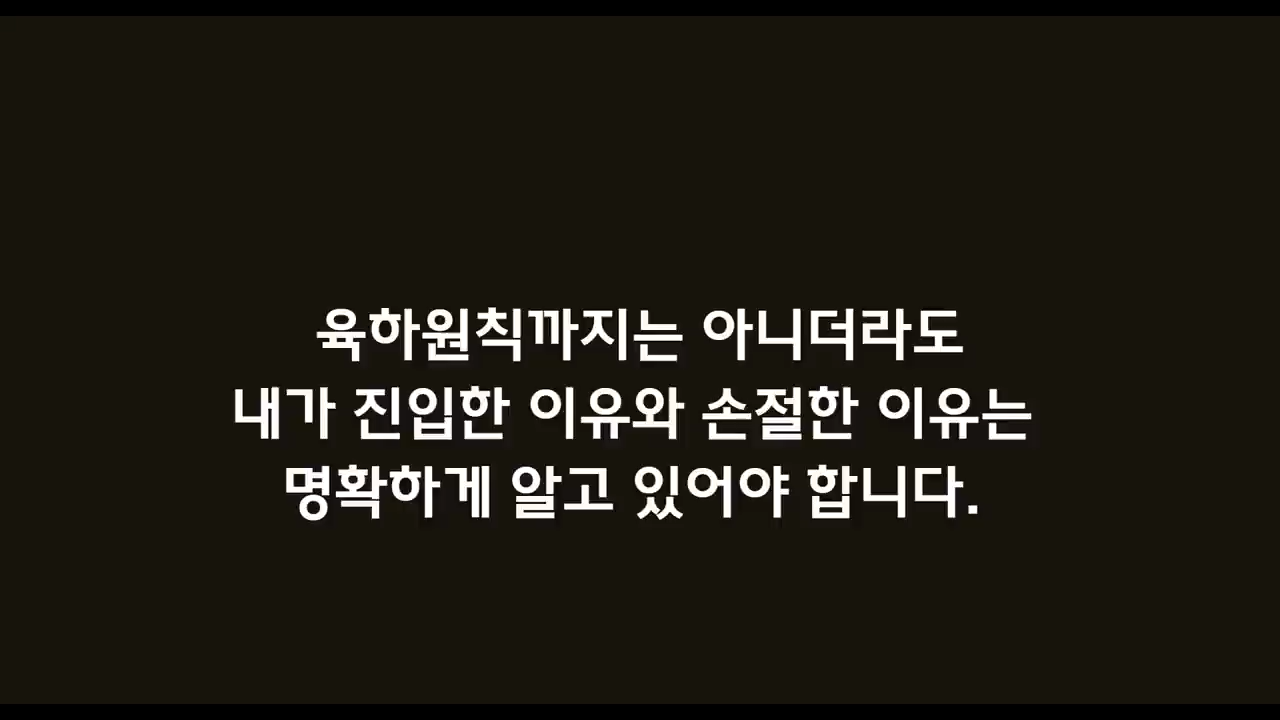 육하원칙까지는 아니더라도
내가 진입한 이유와 손절한 이유는
명확하게 알고 있어야 합니다.